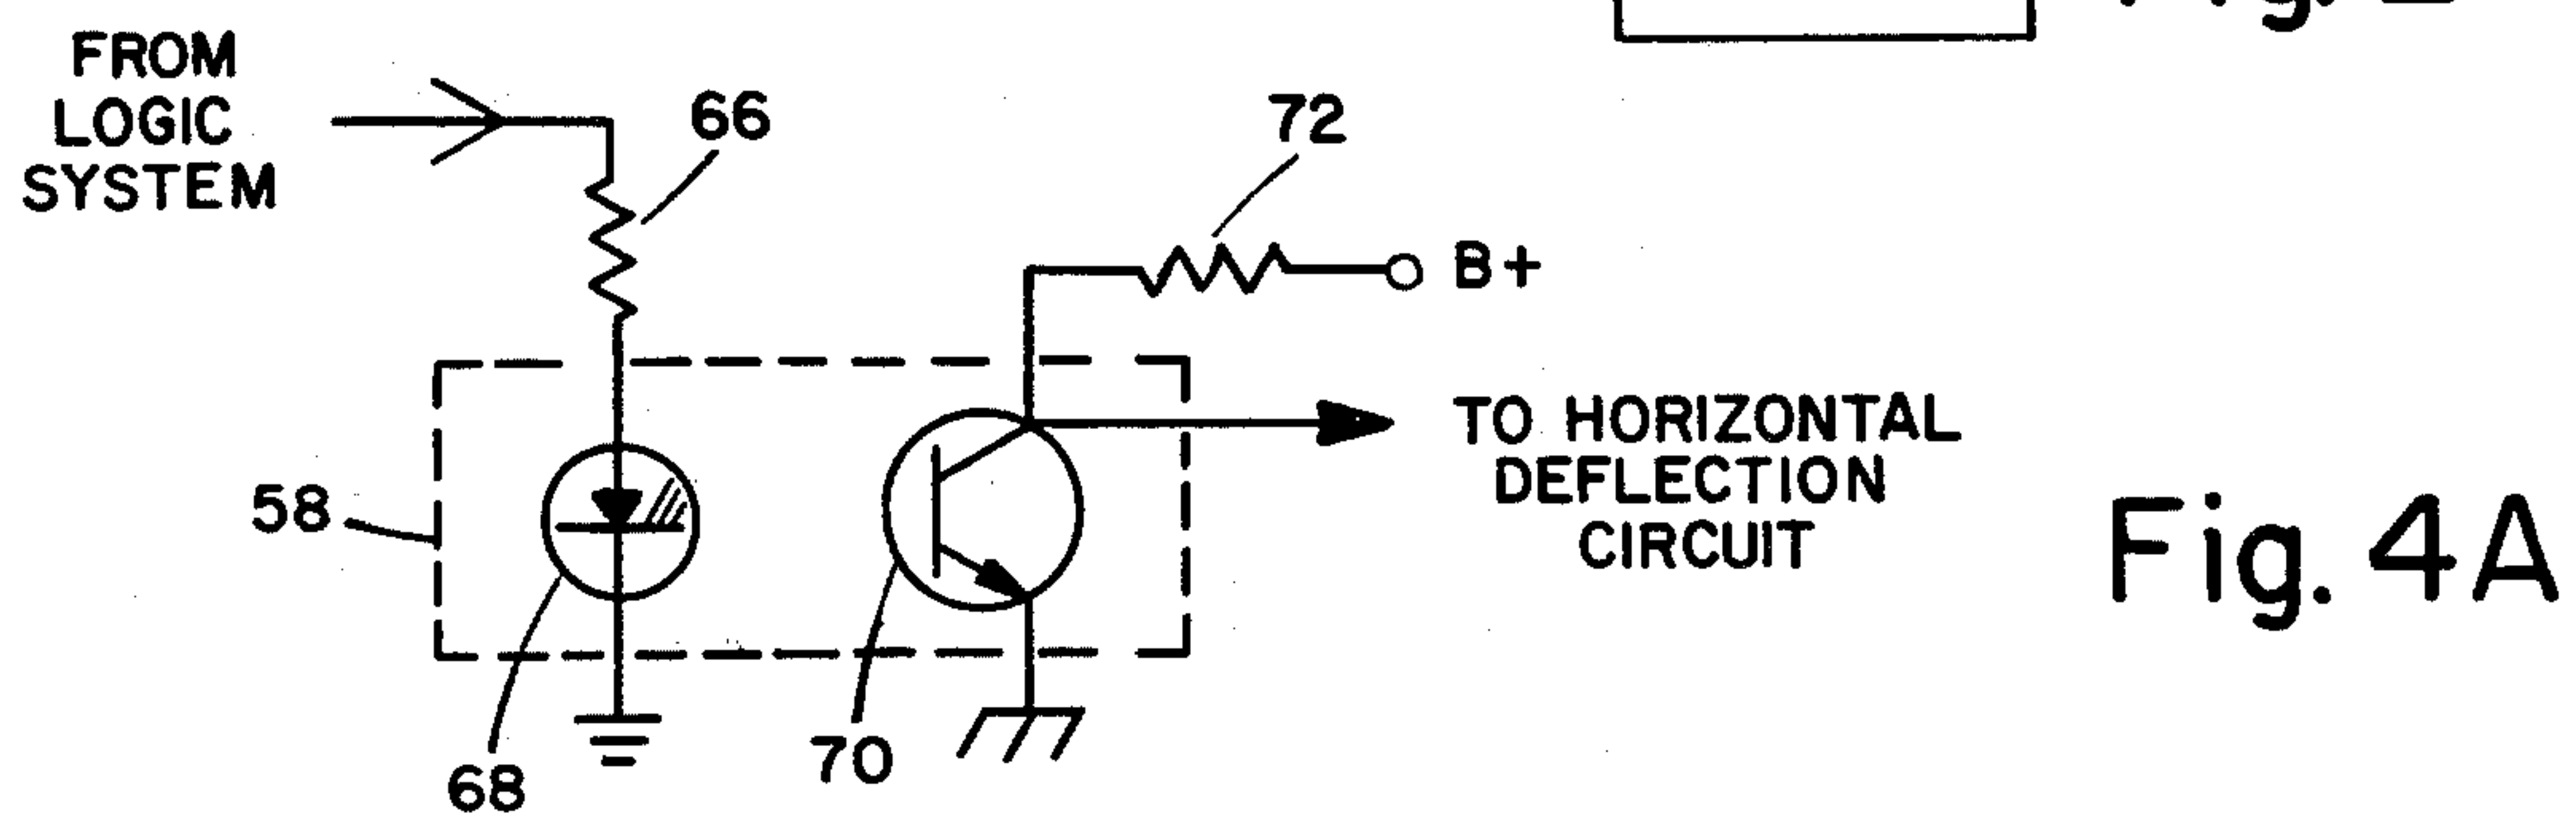 FROM
LOGIC
SYSTEM
66
72
B+
TO HORIZONTAL
DEFLECTION
CIRCUIT
58
68
70
Fig. 4A